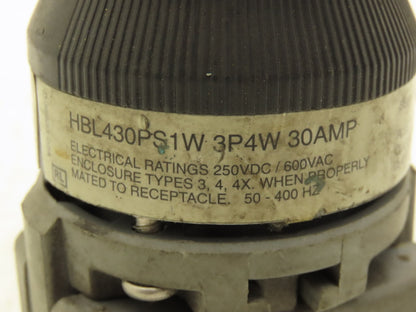 HBL430PS1W 3P4W 30AMP
ELECTRICAL RATINGS 250VDC / 600VAC
ENCLOSURE TYPES 3, 4, 4X. WHEN PROPERLY
MATED TO RECEPTACLE. 50 - 400 HZ